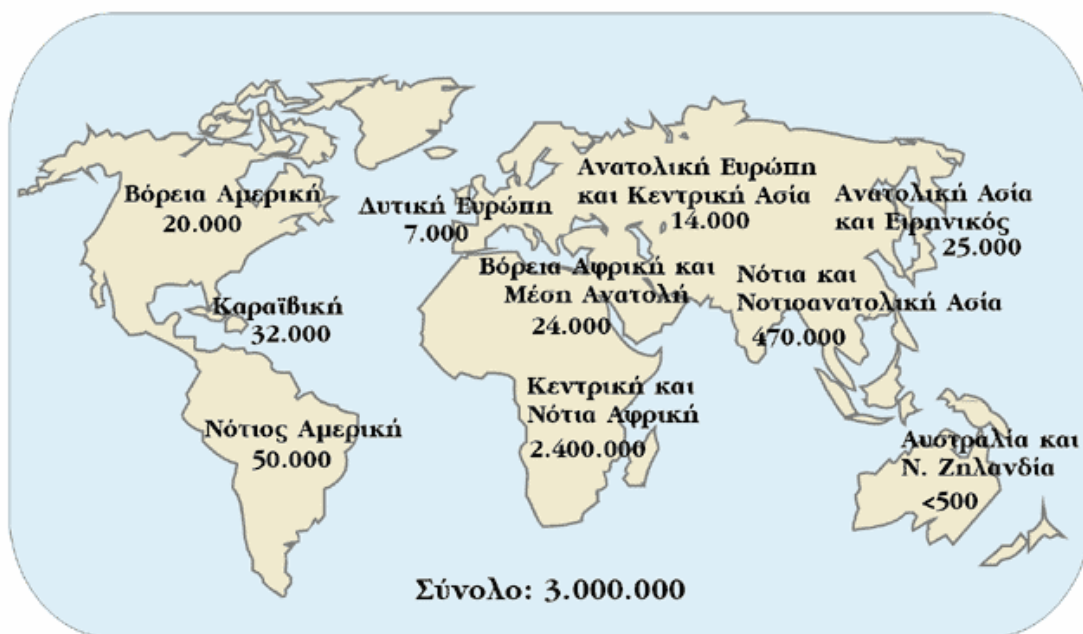 Βόρεια Αμερική
20.000
Δυτική Ευρώπη
7.000
Ανατολική Ευρώπη
και Κεντρική Ασία
14.000
Ανατολική Ασία
και Ειρηνικός
25.000
Καραϊβική
32.000
Βόρεια Αφρική και
Μέση Ανατολή
24.000
Νότια και
Νοτιοανατολική Ασία
470.000
Νότιος Αμερική
50.000
Κεντρική και
Νότια Αφρική
2.400.000
Αυστραλία και
Ν. Ζηλανδία
<500
Σύνολο: 3.000.000